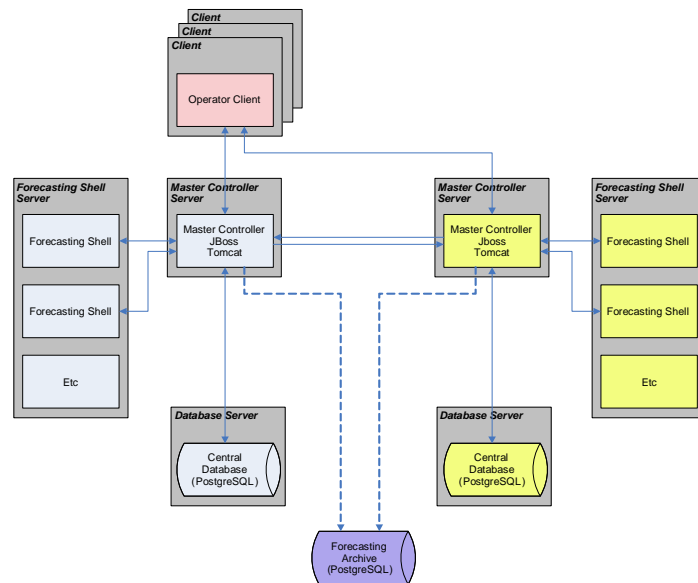 Client
Client
Client
Operator Client
Forecasting Shell
Server
Master Controller
Server
Master Controller
Server
Forecasting Shell
Server
Forecasting Shell
Master Controller
JBoss
Tomcat
Master Controller
Jboss
Tomcat
Forecasting Shell
Forecasting Shell
Forecasting Shell
Etc
Etc
Database Server
Database Server
Central
Database
(PostgreSQL)
Central
Database
(PostgreSQL)
Forecasting
Archive
(PostgreSQL)